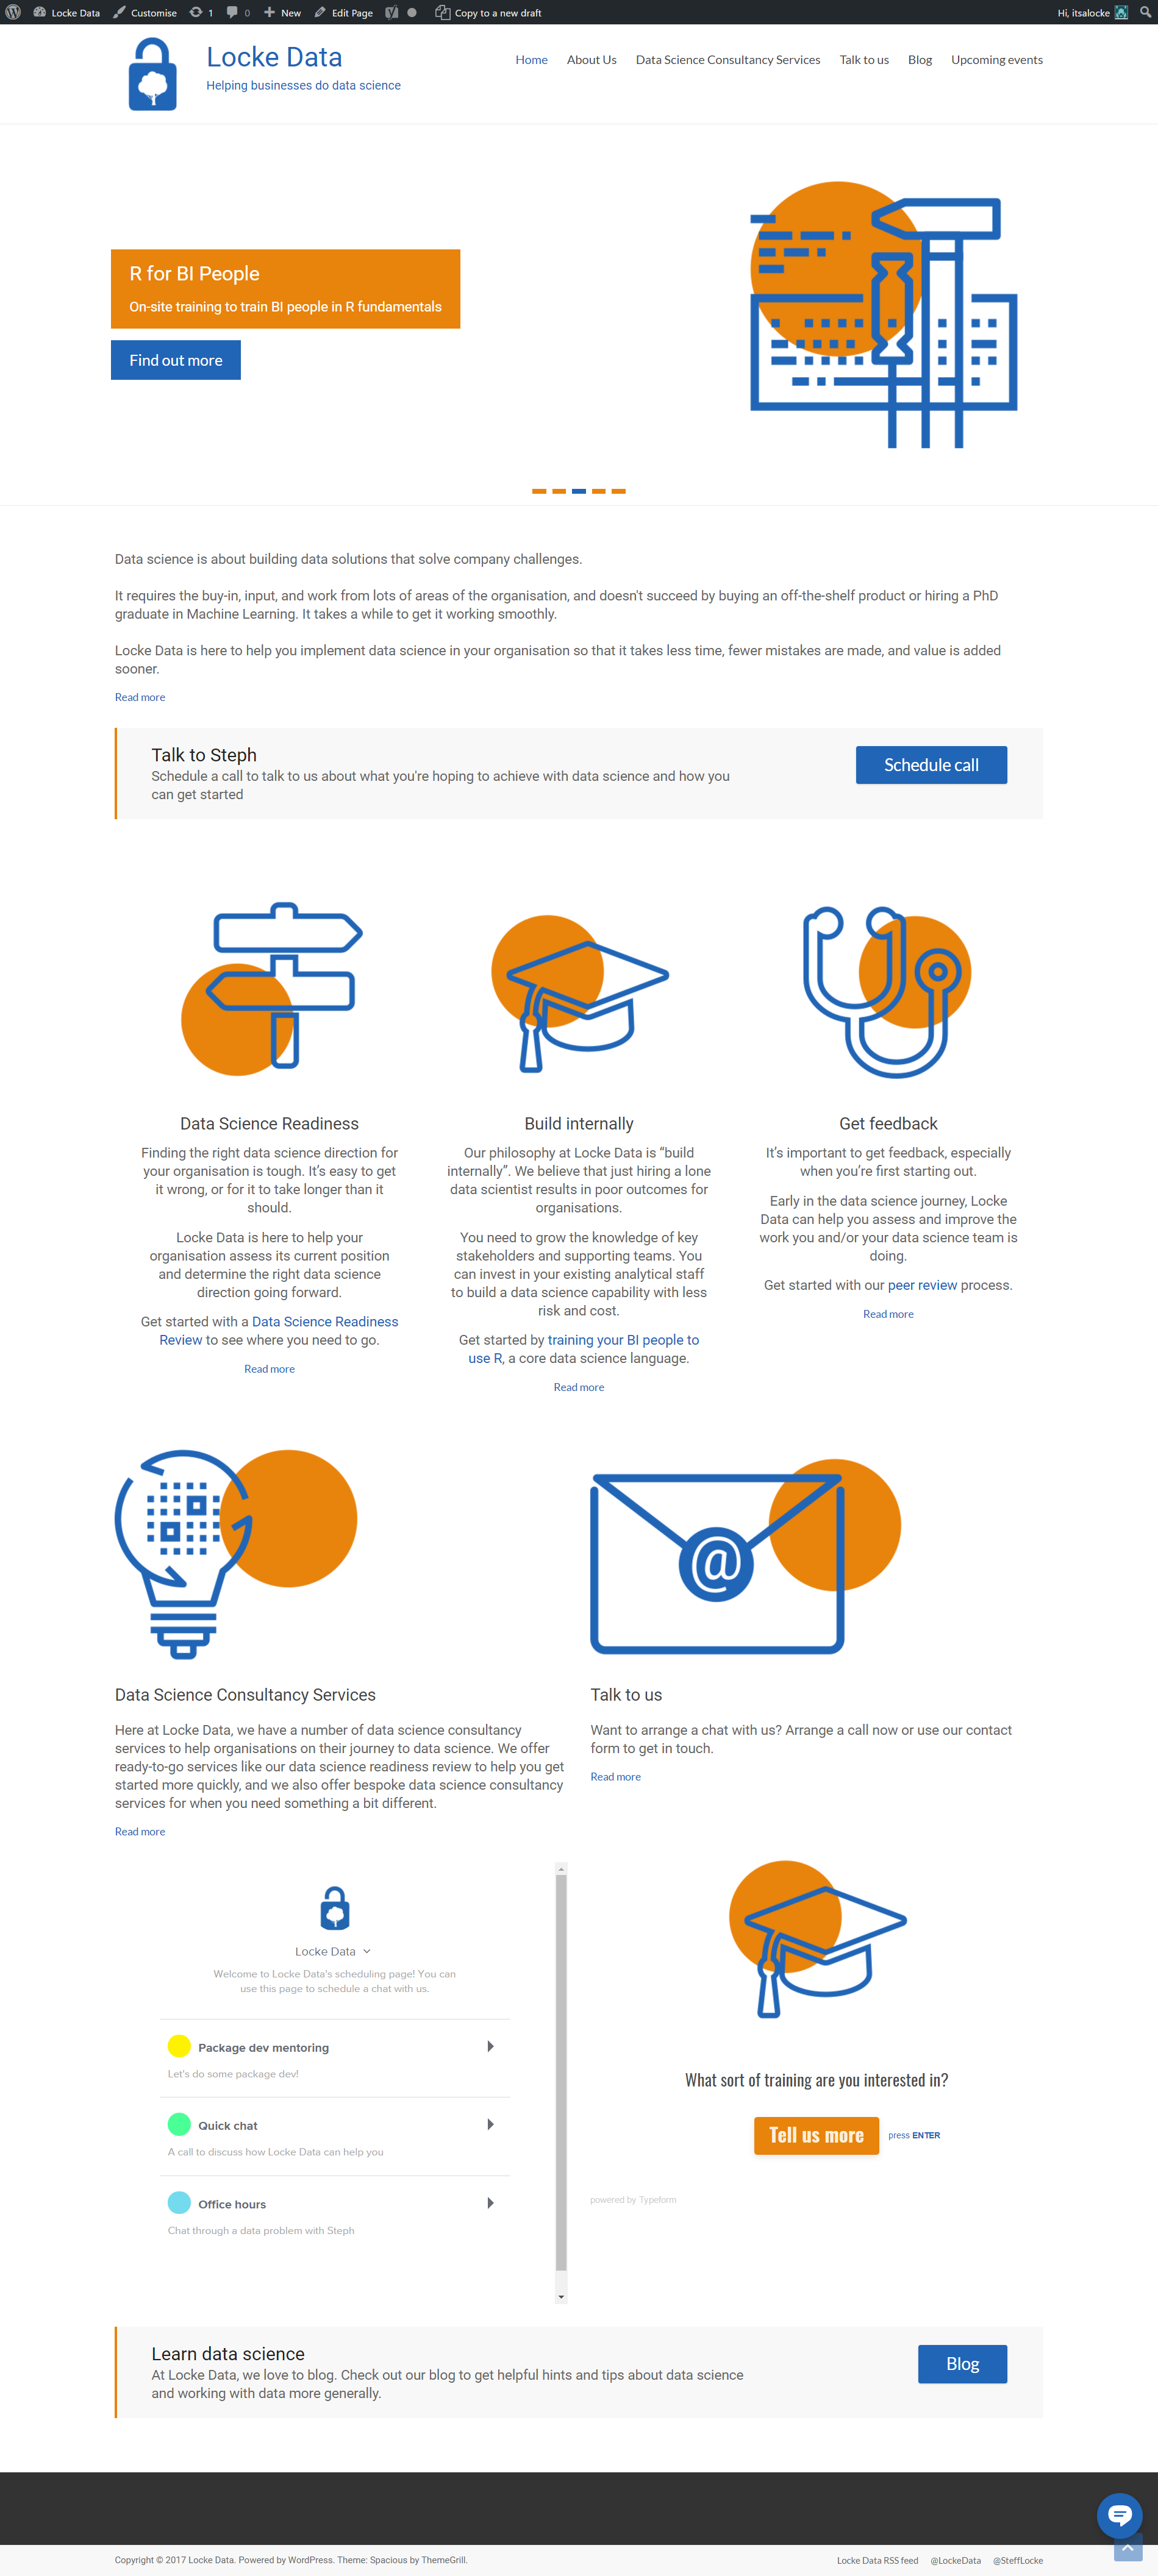 Locke Data
Customise
1
0
New
Edit Page
Copy to a new draft
Hi, itsalocke
Locke Data
Helping businesses do data science
Home
About Us
Data Science Consultancy Services
Talk to us
Blog
Upcoming events
R for BI People
On-site training to train BI people in R fundamentals
Find out more
Data science is about building data solutions that solve company challenges.
It requires the buy-in, input, and work from lots of areas of the organisation, and doesn't succeed by buying an off-the-shelf product or hiring a PhD
graduate in Machine Learning. It takes a while to get it working smoothly.
Locke Data is here to help you implement data science in your organisation so that it takes less time, fewer mistakes are made, and value is added
sooner.
Read more
Talk to Steph
Schedule a call to talk to us about what you're hoping to achieve with data science and how you
can get started
Schedule call
Data Science Readiness
Finding the right data science direction for
your organisation is tough. It’s easy to get
it wrong, or for it to take longer than it
should.
Locke Data is here to help your
organisation assess its current position
and determine the right data science
direction going forward.
Get started with a Data Science Readiness
Review to see where you need to go.
Read more
Build internally
Our philosophy at Locke Data is “build
internally”. We believe that just hiring a lone
data scientist results in poor outcomes for
organisations.
You need to grow the knowledge of key
stakeholders and supporting teams. You
can invest in your existing analytical staff
to build a data science capability with less
risk and cost.
Get started by training your BI people to
use R, a core data science language.
Read more
Get feedback
It’s important to get feedback, especially
when you’re first starting out.
Early in the data science journey, Locke
Data can help you assess and improve the
work you and/or your data science team is
doing.
Get started with our peer review process.
Read more
@
Data Science Consultancy Services
Here at Locke Data, we have a number of data science consultancy
services to help organisations on their journey to data science. We offer
ready-to-go services like our data science readiness review to help you get
started more quickly, and we also offer bespoke data science consultancy
services for when you need something a bit different.
Read more
Talk to us
Want to arrange a chat with us? Arrange a call now or use our contact
form to get in touch.
Read more
Locke Data
Welcome to Locke Data's scheduling page! You can
use this page to schedule a chat with us.
Package dev mentoring
Let's do some package dev!
Quick chat
A call to discuss how Locke Data can help you
Office hours
Chat through a data problem with Steph
What sort of training are you interested in?
Tell us more
press ENTER
powered by Typeform
Learn data science
At Locke Data, we love to blog. Check out our blog to get helpful hints and tips about data science
and working with data more generally.
Blog
Copyright © 2017 Locke Data. Powered by WordPress. Theme: Spacious by ThemeGrill.
Locke Data RSS feed
@LockeData
@SteffLocke